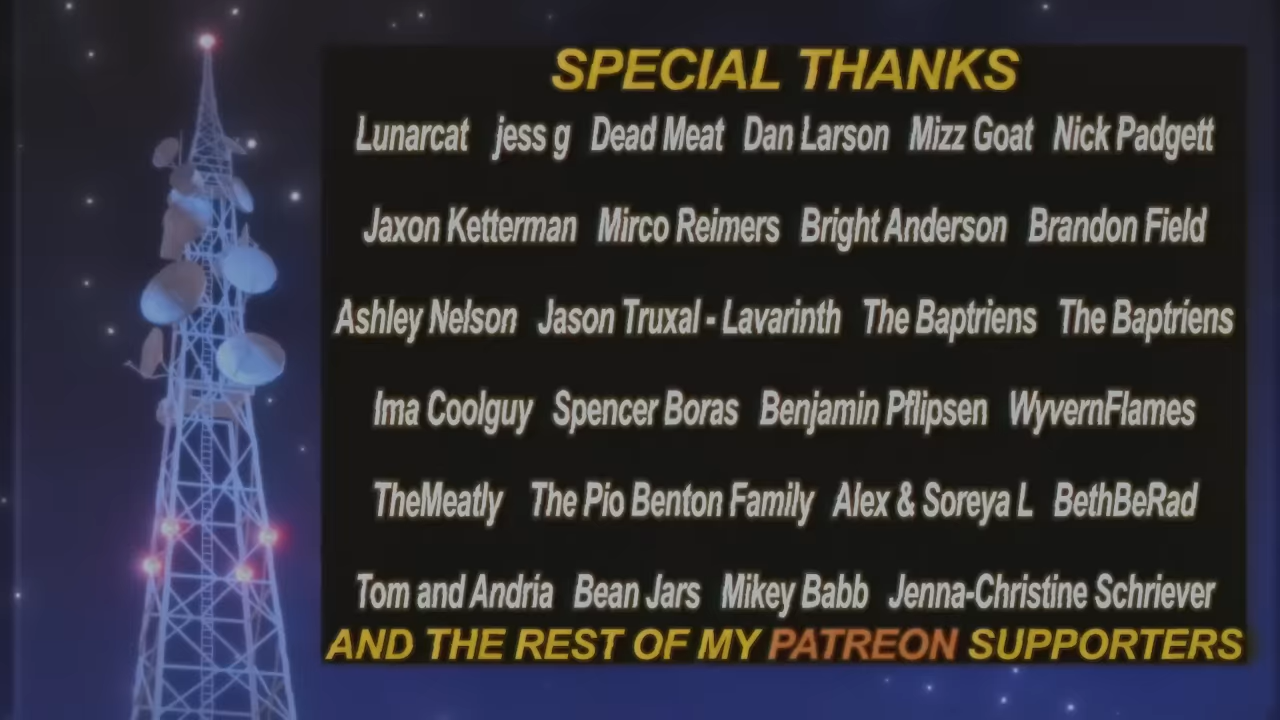 SPECIAL THANKS
Lunarcat jess g Dead Meat Dan Larson Mizz Goat Nick Padgett
Jaxon Ketterman Mirco Reimers Bright Anderson Brandon Field
Ashley Nelson Jason Truxal - Lavarinth The Baptriens The Baptriens
Ima Coolguy Spencer Boras Benjamin Pflipsen WyvernFlames
TheMeatly The Pio Benton Family Alex & Soreya L BethBeRad
Tom and Andria Bean Jars Mikey Babb Jenna-Christine Schriever
AND THE REST OF MY PATREON SUPPORTERS